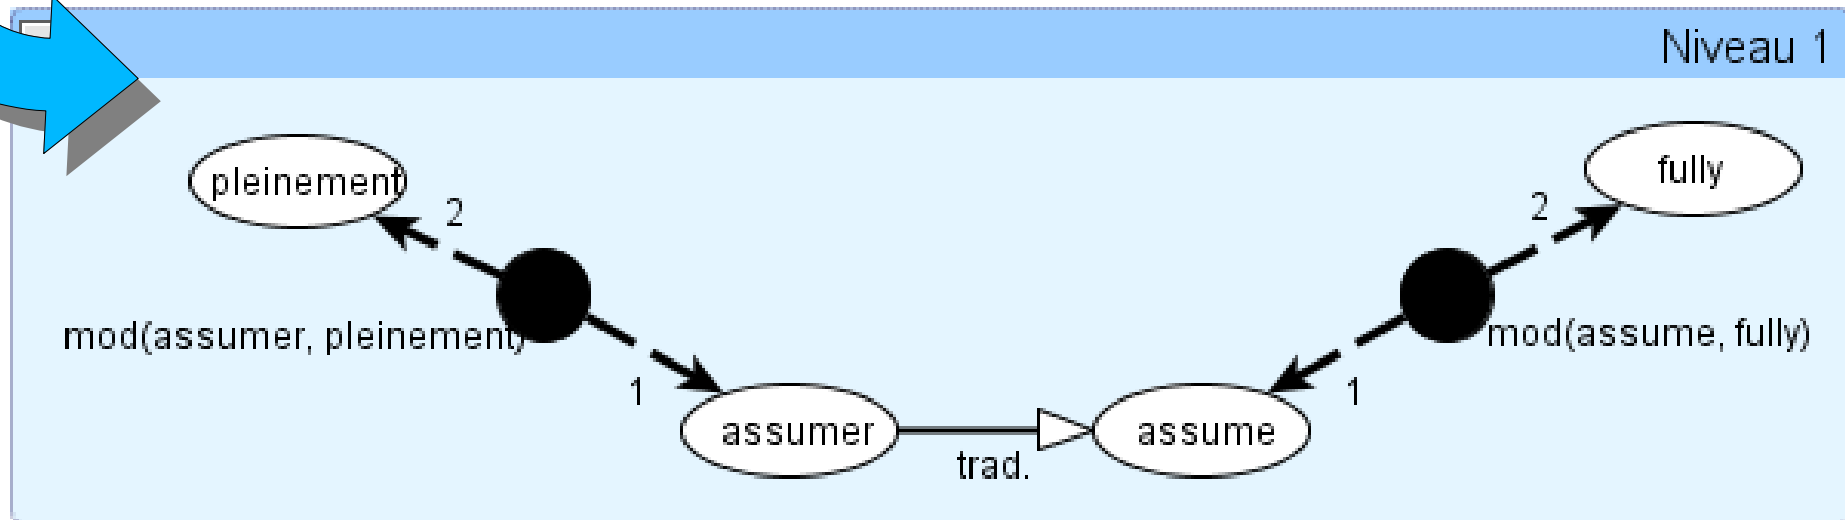 Niveau 1
pleinement
fully
2
2
mod(assumer, pleinement)
mod(assume, fully)
1
1
assumer
assume
trad.